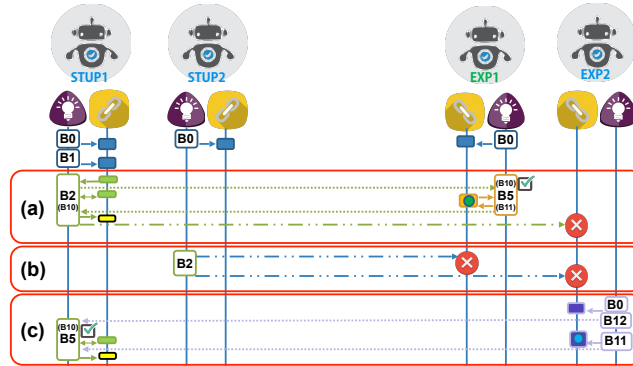 STUP1 STUP2 EXP1 EXP2
B0 B0 B0
B1
(a) B2 (B10) (B10) B5 (B11)
(b) B2
B0
B12
(c) (B10) B5 B11